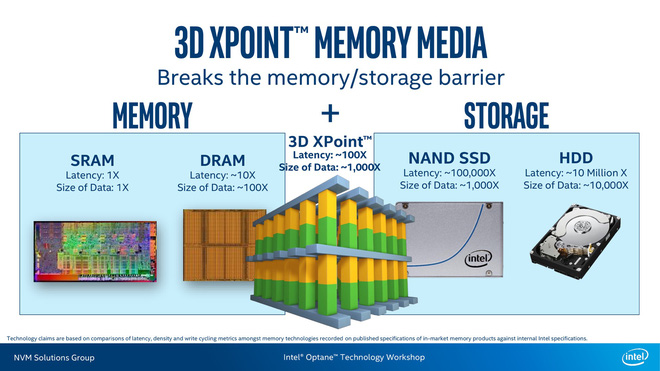 3D XPOINT™ MEMORY MEDIA
Breaks the memory/storage barrier
MEMORY
+
STORAGE
SRAM
Latency: 1X
Size of Data: 1X
DRAM
Latency: ~10X
Size of Data: ~100X
3D XPoint™
Latency: ~100X
Size of Data: ~1,000X
NAND SSD
Latency: ~100,000X
Size of Data: ~1,000X
HDD
Latency: ~10 Million X
Size of Data: ~10,000X
intel
Technology claims are based on comparisons of latency, density and write cycling metrics amongst memory technologies recorded on published specifications of in-market memory products against internal Intel specifications.
NVM Solutions Group
Intel® Optane™ Technology Workshop
intel